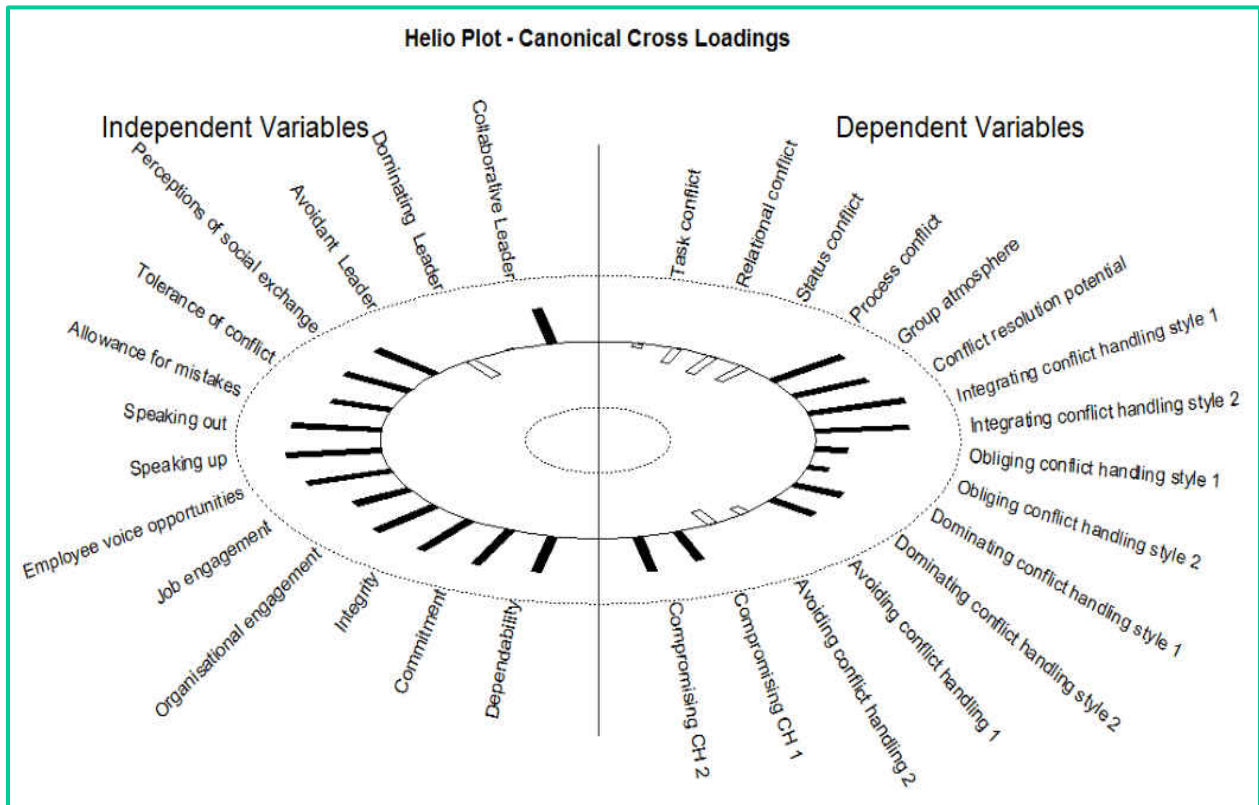 Helio Plot - Canonical Cross Loadings
Independent Variables
Dependent Variables
Collaborative Leader
Dominating Leader
Avoidant Leader
Perceptions of social exchange
Tolerance of conflict
Allowance for mistakes
Speaking out
Speaking up
Employee voice opportunities
Job engagement
Organisational engagement
Integrity
Commitment
Dependability
Task conflict
Relational conflict
Status conflict
Process conflict
Group atmosphere
Conflict resolution potential
Integrating conflict handling style 1
Integrating conflict handling style 2
Obliging conflict handling style 1
Obliging conflict handling style 2
Dominating conflict handling style 1
Dominating conflict handling style 2
Avoiding conflict handling 1
Avoiding conflict handling 2
Compromising CH 1
Compromising CH 2